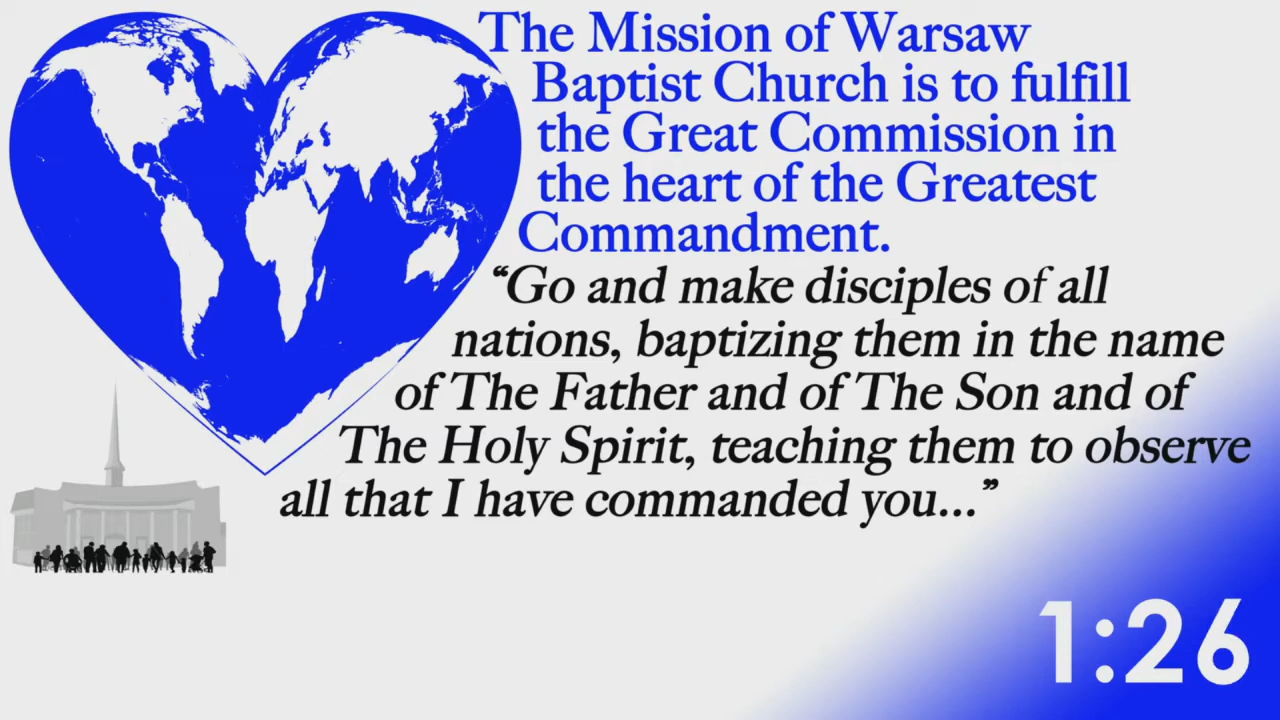 The Mission of Warsaw
Baptist Church is to fulfill
the Great Commission in
the heart of the Greatest
Commandment.
“Go and make disciples of all
nations, baptizing them in the name
of The Father and of The Son and of
The Holy Spirit, teaching them to observe
all that I have commanded you...”
1:26